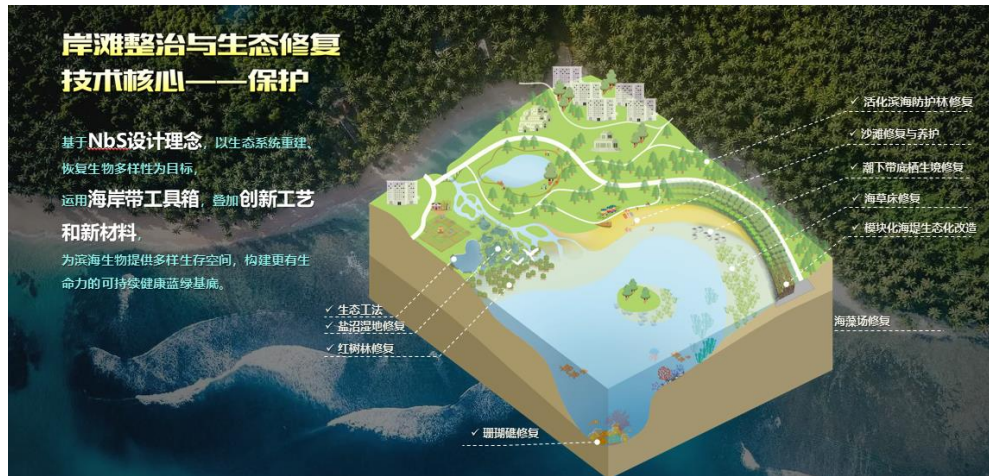 岸滩整治与生态修复
技术核心——保护
基于NbS设计理念，以生态系统重建、
恢复生物多样性为目标，
运用海岸带工具箱，叠加创新工艺
和新材料，
为滨海生物提供多样生存空间，构建更有生
命力的可持续健康蓝绿基底。
✓ 活化滨海防护林修复
✓ 沙滩修复与养护
✓ 潮下带底栖生境修复
✓ 海草床修复
✓ 模块化海堤生态化改造
✓ 生态工法
✓ 盐沼湿地修复
✓ 红树林修复
海藻场修复
✓ 珊瑚礁修复